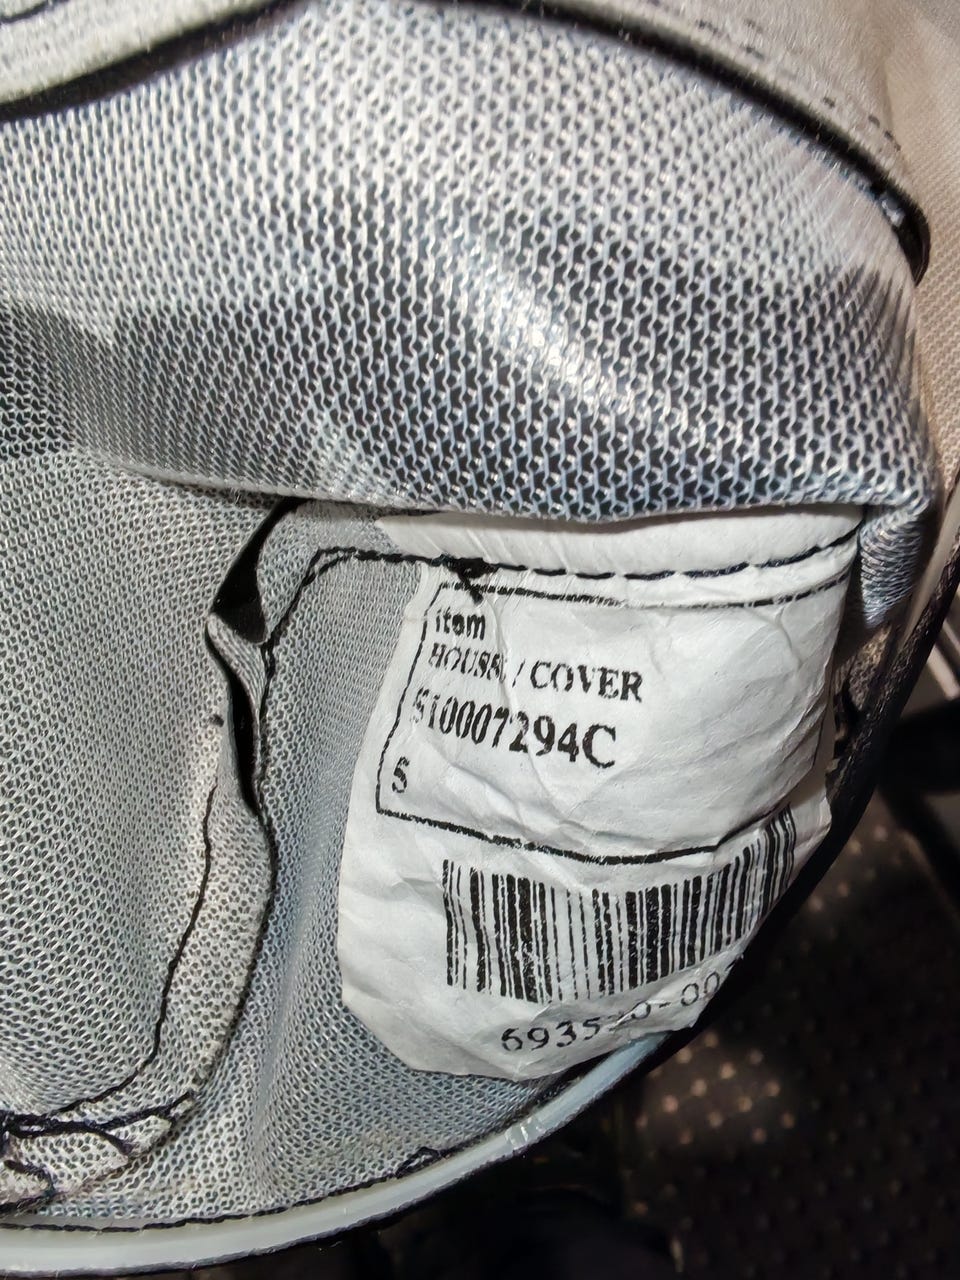 item
HOUSSE / COVER
510007294C
S